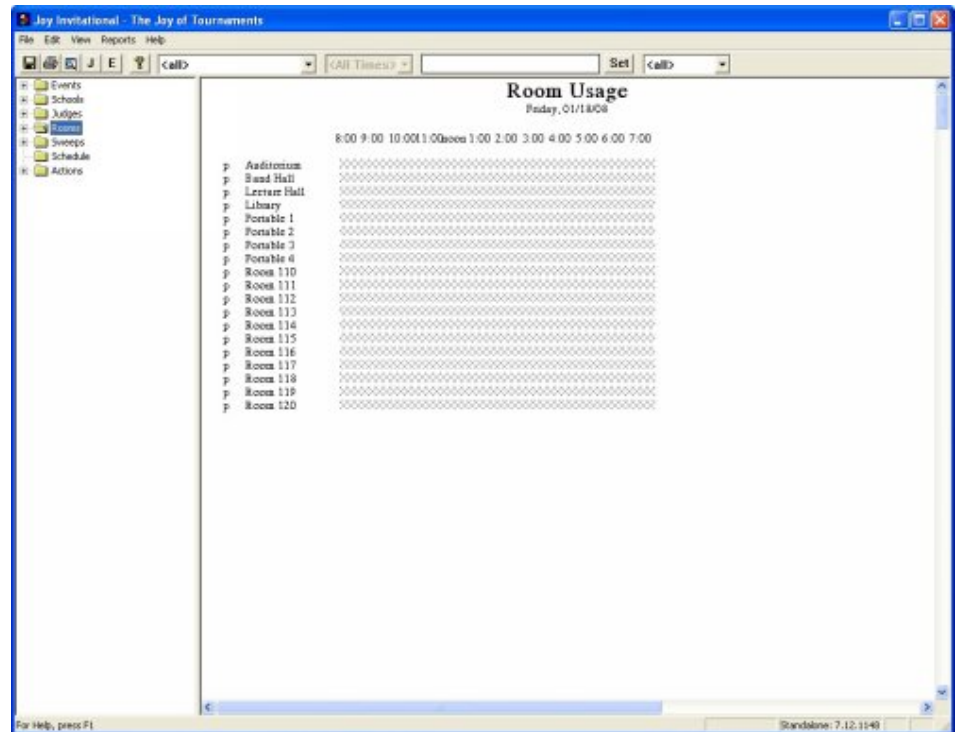 Joy Invitational - The Joy of Tournaments
File Edit View Reports Help
J E ? <all> <All Times> Set <all>
Events
Schools
Judges
Rooms
Sweeps
Schedule
Actions
Room Usage
Friday, 01/18/08
8:00 9:00 10:00 11:00 noon 1:00 2:00 3:00 4:00 5:00 6:00 7:00
p Auditorium
p Band Hall
p Lecture Hall
p Library
p Portable 1
p Portable 2
p Portable 3
p Portable 4
p Room 110
p Room 111
p Room 112
p Room 113
p Room 114
p Room 115
p Room 116
p Room 117
p Room 118
p Room 119
p Room 120
For Help, press F1
Standalone: 7.12.1148